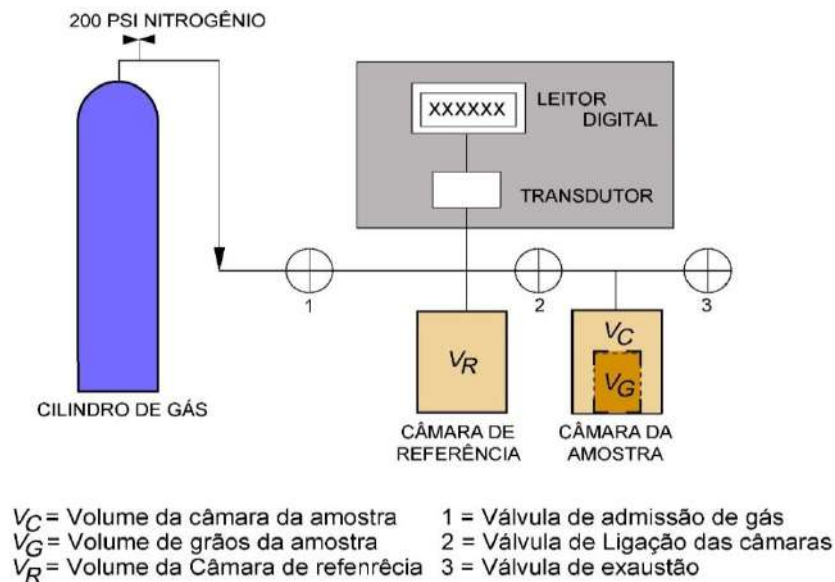 200 PSI NITROGÊNIO
XXXXXX
LEITOR
DIGITAL
TRANSDUTOR
1
2
3
V_R
V_C
V_G
CILINDRO DE GÁS
CÂMARA DE
REFERÊNCIA
CÂMARA DA
AMOSTRA
V_C = Volume da câmara da amostra
V_G = Volume de grãos da amostra
V_R = Volume da Câmara de refenrêcia
1 = Válvula de admissão de gás
2 = Válvula de Ligação das câmaras
3 = Válvula de exaustão